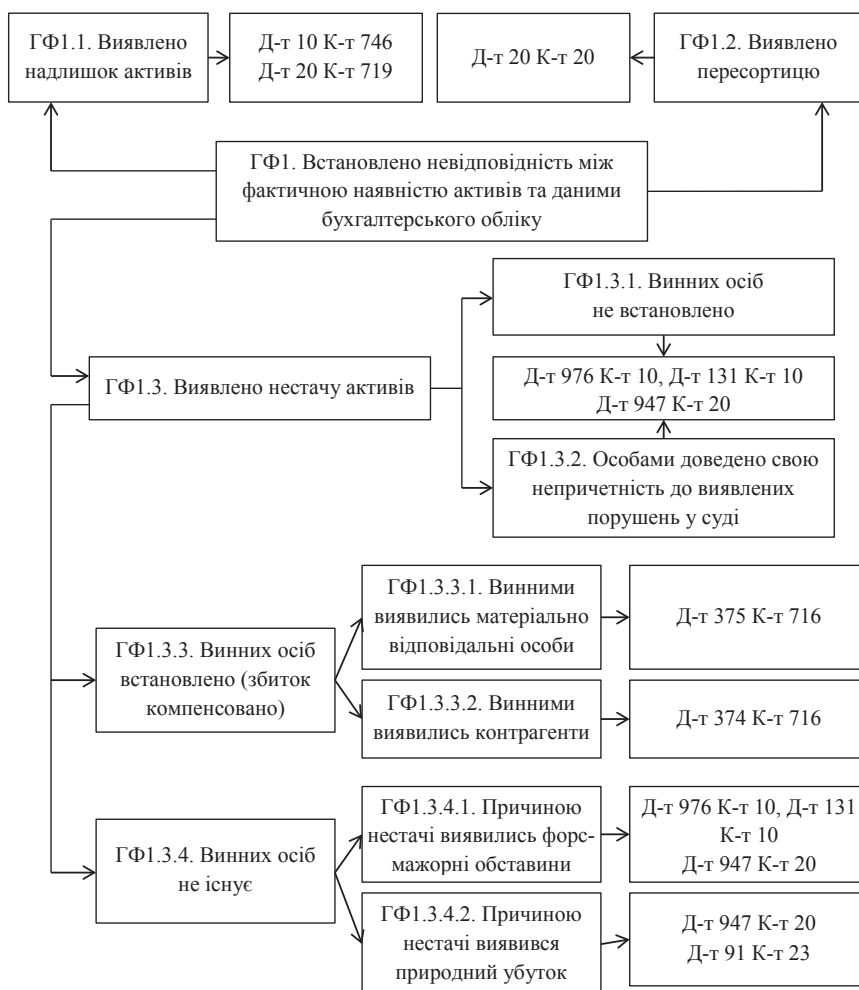 ГФ1.1. Виявлено
надлишок активів
Д-т 10 К-т 746
Д-т 20 К-т 719
Д-т 20 К-т 20
ГФ1.2. Виявлено
пересортицю
ГФ1. Встановлено невідповідність між
фактичною наявністю активів та даними
бухгалтерського обліку
ГФ1.3.1. Винних осіб
не встановлено
ГФ1.3. Виявлено нестачу активів
Д-т 976 К-т 10, Д-т 131 К-т 10
Д-т 947 К-т 20
ГФ1.3.2. Особами доведено свою
непричетність до виявлених
порушень у суді
ГФ1.3.3. Винних осіб
встановлено (збиток
компенсовано)
ГФ1.3.3.1. Винними
виявились матеріально
відповідальні особи
Д-т 375 К-т 716
ГФ1.3.3.2. Винними
виявились контрагенти
Д-т 374 К-т 716
ГФ1.3.4. Винних осіб
не існує
ГФ1.3.4.1. Причиною
нестачі виявились форс-
мажорні обставини
Д-т 976 К-т 10, Д-т 131
К-т 10
Д-т 947 К-т 20
ГФ1.3.4.2. Причиною
нестачі виявився
природний убуток
Д-т 947 К-т 20
Д-т 91 К-т 23